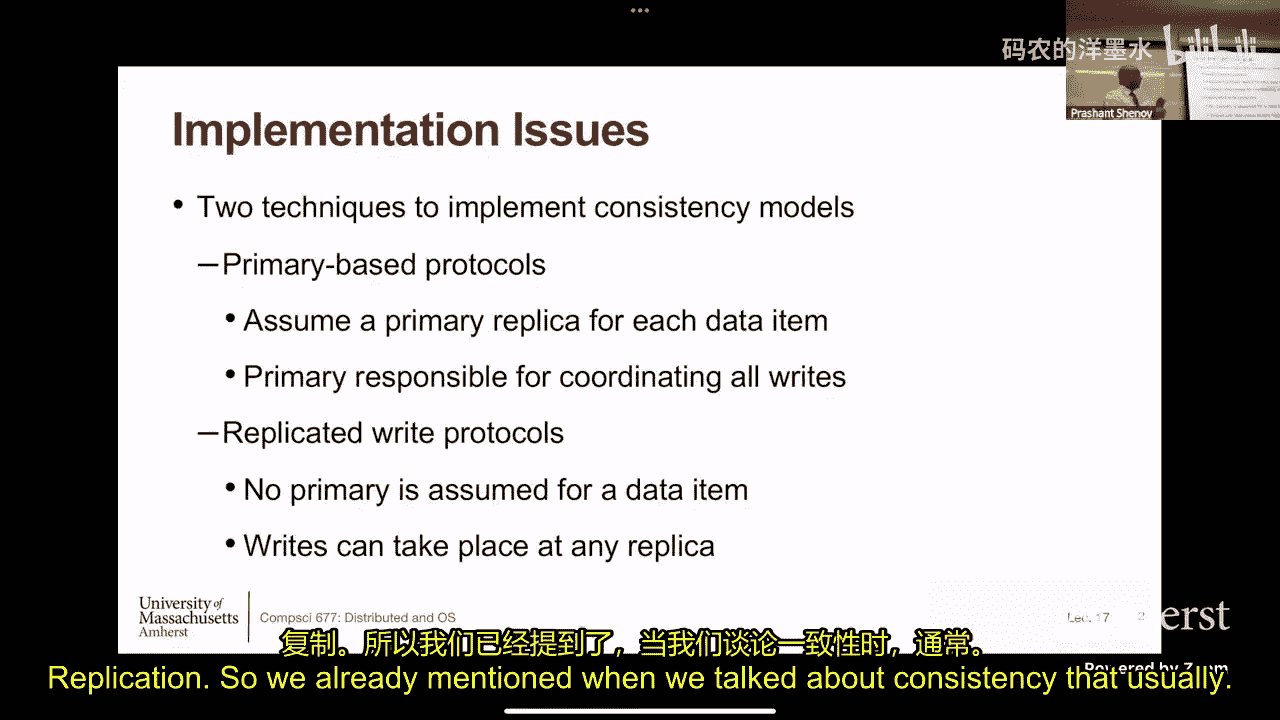 码农的洋墨水 bilibili
Prashant Shenoy
Implementation Issues
• Two techniques to implement consistency models
– Primary-based protocols
• Assume a primary replica for each data item
• Primary responsible for coordinating all writes
– Replicated write protocols
• No primary is assumed for a data item
• Writes can take place at any replica
University of
Massachusetts
Amherst
Compsci 677: Distributed and OS
Lec. 17
2
erst
复制。所以我们已经提到了，当我们谈论一致性时，通常。
Powered by Zoom
Replication. So we already mentioned when we talked about consistency that usually.